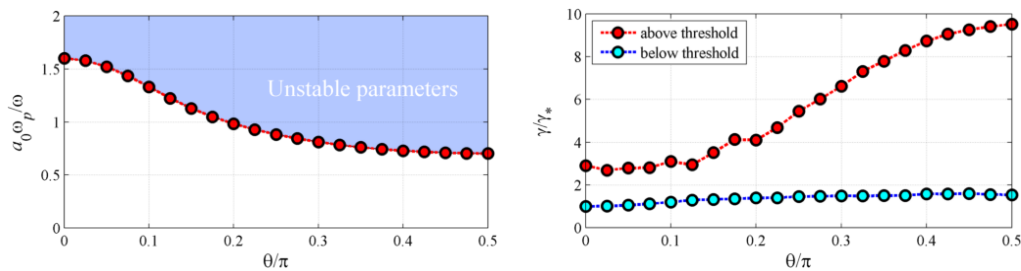 2
1.5
1
0.5
0
a₀ωₚ/ω
Unstable parameters
0 0.1 0.2 0.3 0.4 0.5
θ/π
10
8
6
4
2
0
γ/γ*
above threshold
below threshold
0 0.1 0.2 0.3 0.4 0.5
θ/π